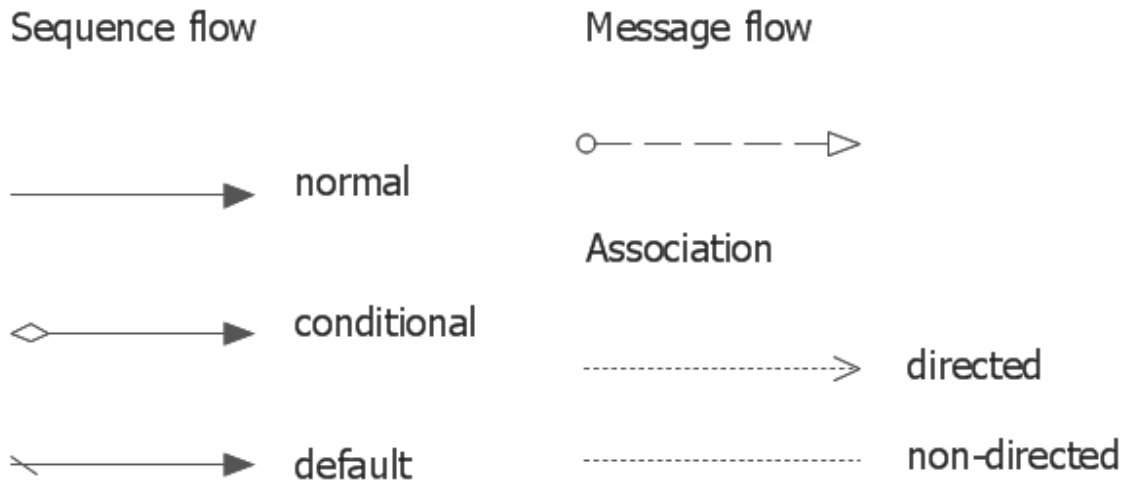 Sequence flow
normal
conditional
default
Message flow
Association
directed
non-directed